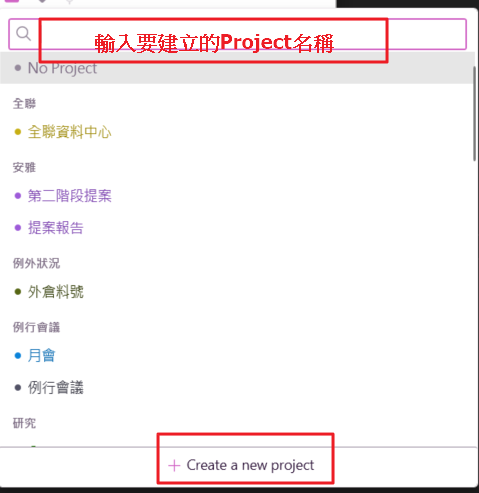 輸入要建立的Project名稱
No Project
全聯
全聯資料中心
安雅
第二階段提案
提案報告
例外狀況
外倉料號
例行會議
月會
例行會議
研究
+ Create a new project